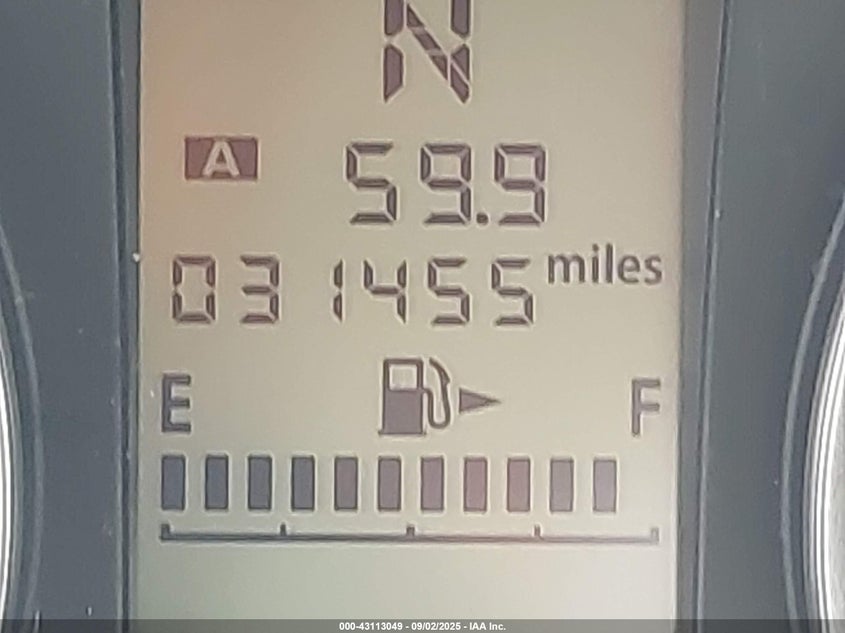 N
A 59.9
031455 miles
E F
000-43113049 - 09/02/2025 - IAA Inc.